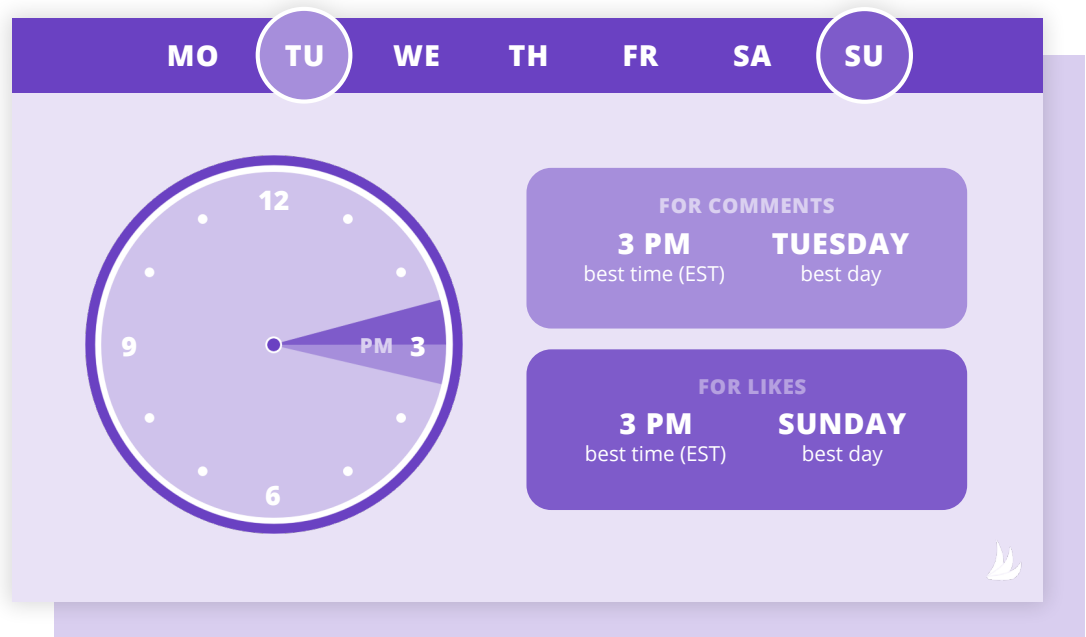 MO TU WE TH FR SA SU
12
9
PM 3
6
FOR COMMENTS
3 PM TUESDAY
best time (EST) best day
FOR LIKES
3 PM SUNDAY
best time (EST) best day